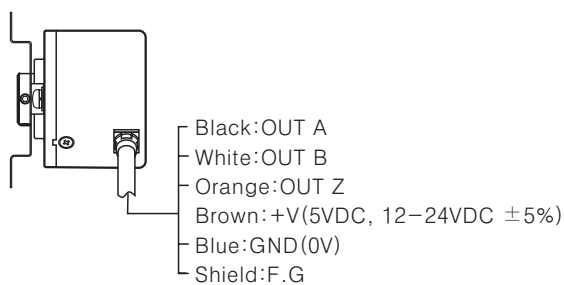 Black:OUT A
White:OUT B
Orange:OUT Z
Brown:+V(5VDC, 12-24VDC ±5%)
Blue:GND(0V)
Shield:F.G